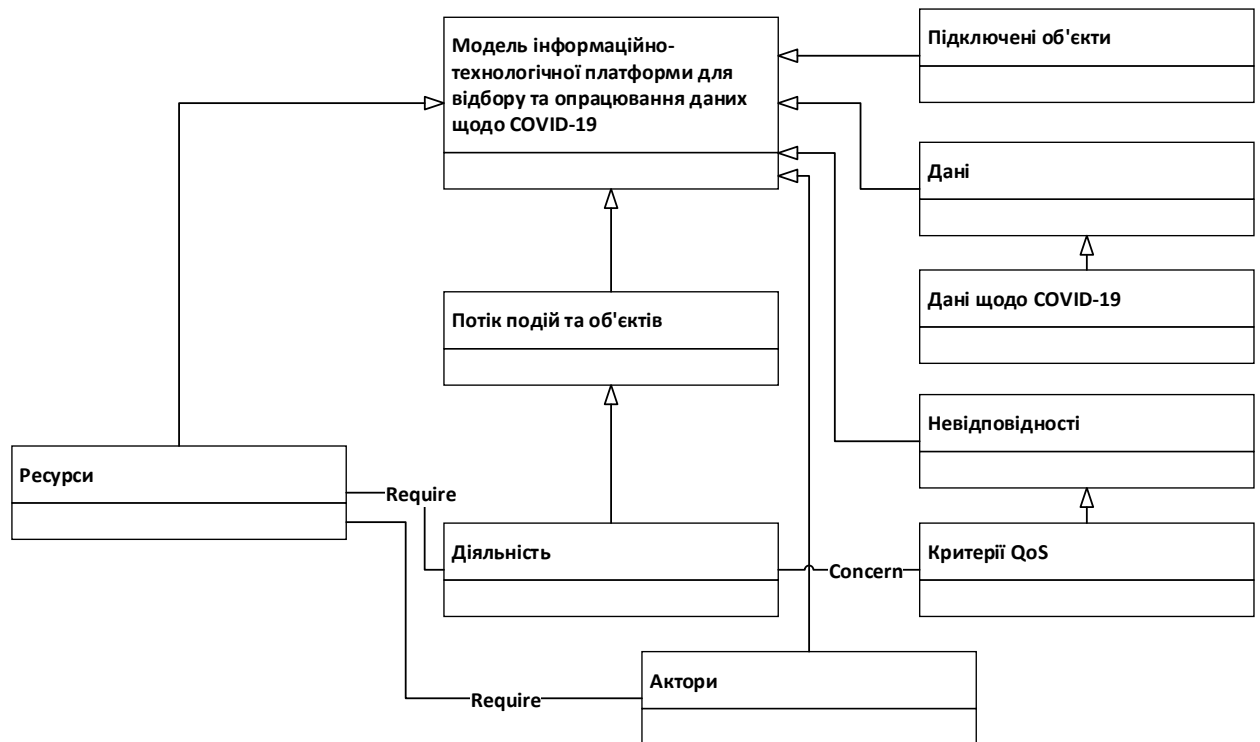 Модель інформаційно-
технологічної платформи для
відбору та опрацювання даних
щодо COVID-19
Підключені об'єкти
Дані
Дані щодо COVID-19
Потік подій та об'єктів
Невідповідності
Ресурси
Require
Діяльність
Concern
Критерії QoS
Актори
Require